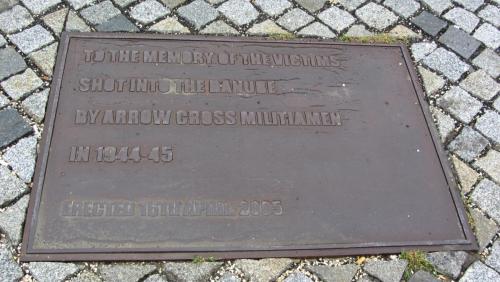 TO THE MEMORY OF THE VICTIMS
SHOT INTO THE DANUBE
BY ARROW CROSS MILITIAMEN
IN 1944-45
ERECTED 16TH APRIL 2005